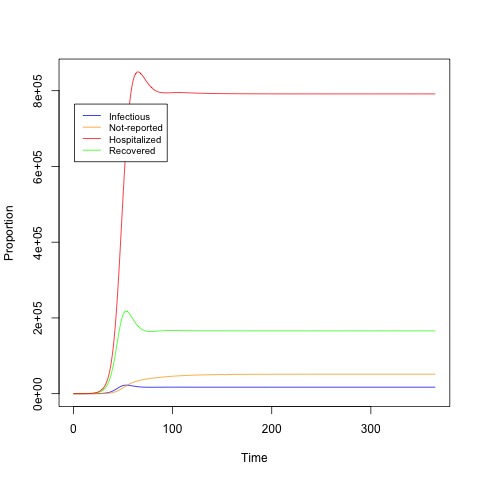 8e+05
6e+05
4e+05
2e+05
0e+00
Proportion
Infectious
Not-reported
Hospitalized
Recovered
0
100
200
300
Time